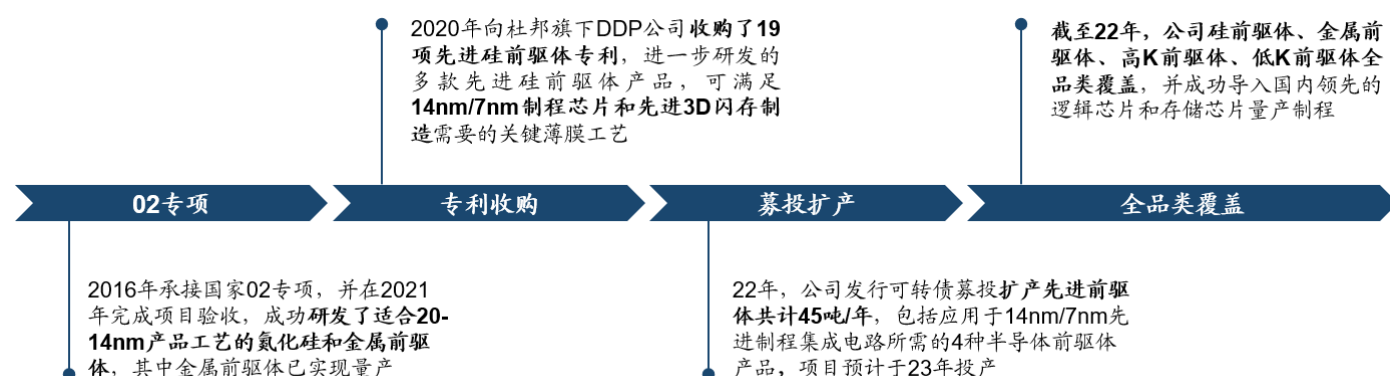 2020年向杜邦旗下DDP公司收购了19
项先进硅前驱体专利，进一步研发的
多款先进硅前驱体产品，可满足
14nm/7nm制程芯片和先进3D闪存制
造需要的关键薄膜工艺
截至22年，公司硅前驱体、金属前
驱体、高K前驱体、低K前驱体全
品类覆盖，并成功导入国内领先的
逻辑芯片和存储芯片量产制程
02专项
专利收购
募投扩产
全品类覆盖
2016年承接国家02专项，并在2021
年完成项目验收，成功研发了适合20-
14nm产品工艺的氮化硅和金属前驱
体，其中金属前驱体已实现量产
22年，公司发行可转债募投扩产先进前驱
体共计45吨/年，包括应用于14nm/7nm先
进制程集成电路所需的4种半导体前驱体
产品，项目预计于23年投产